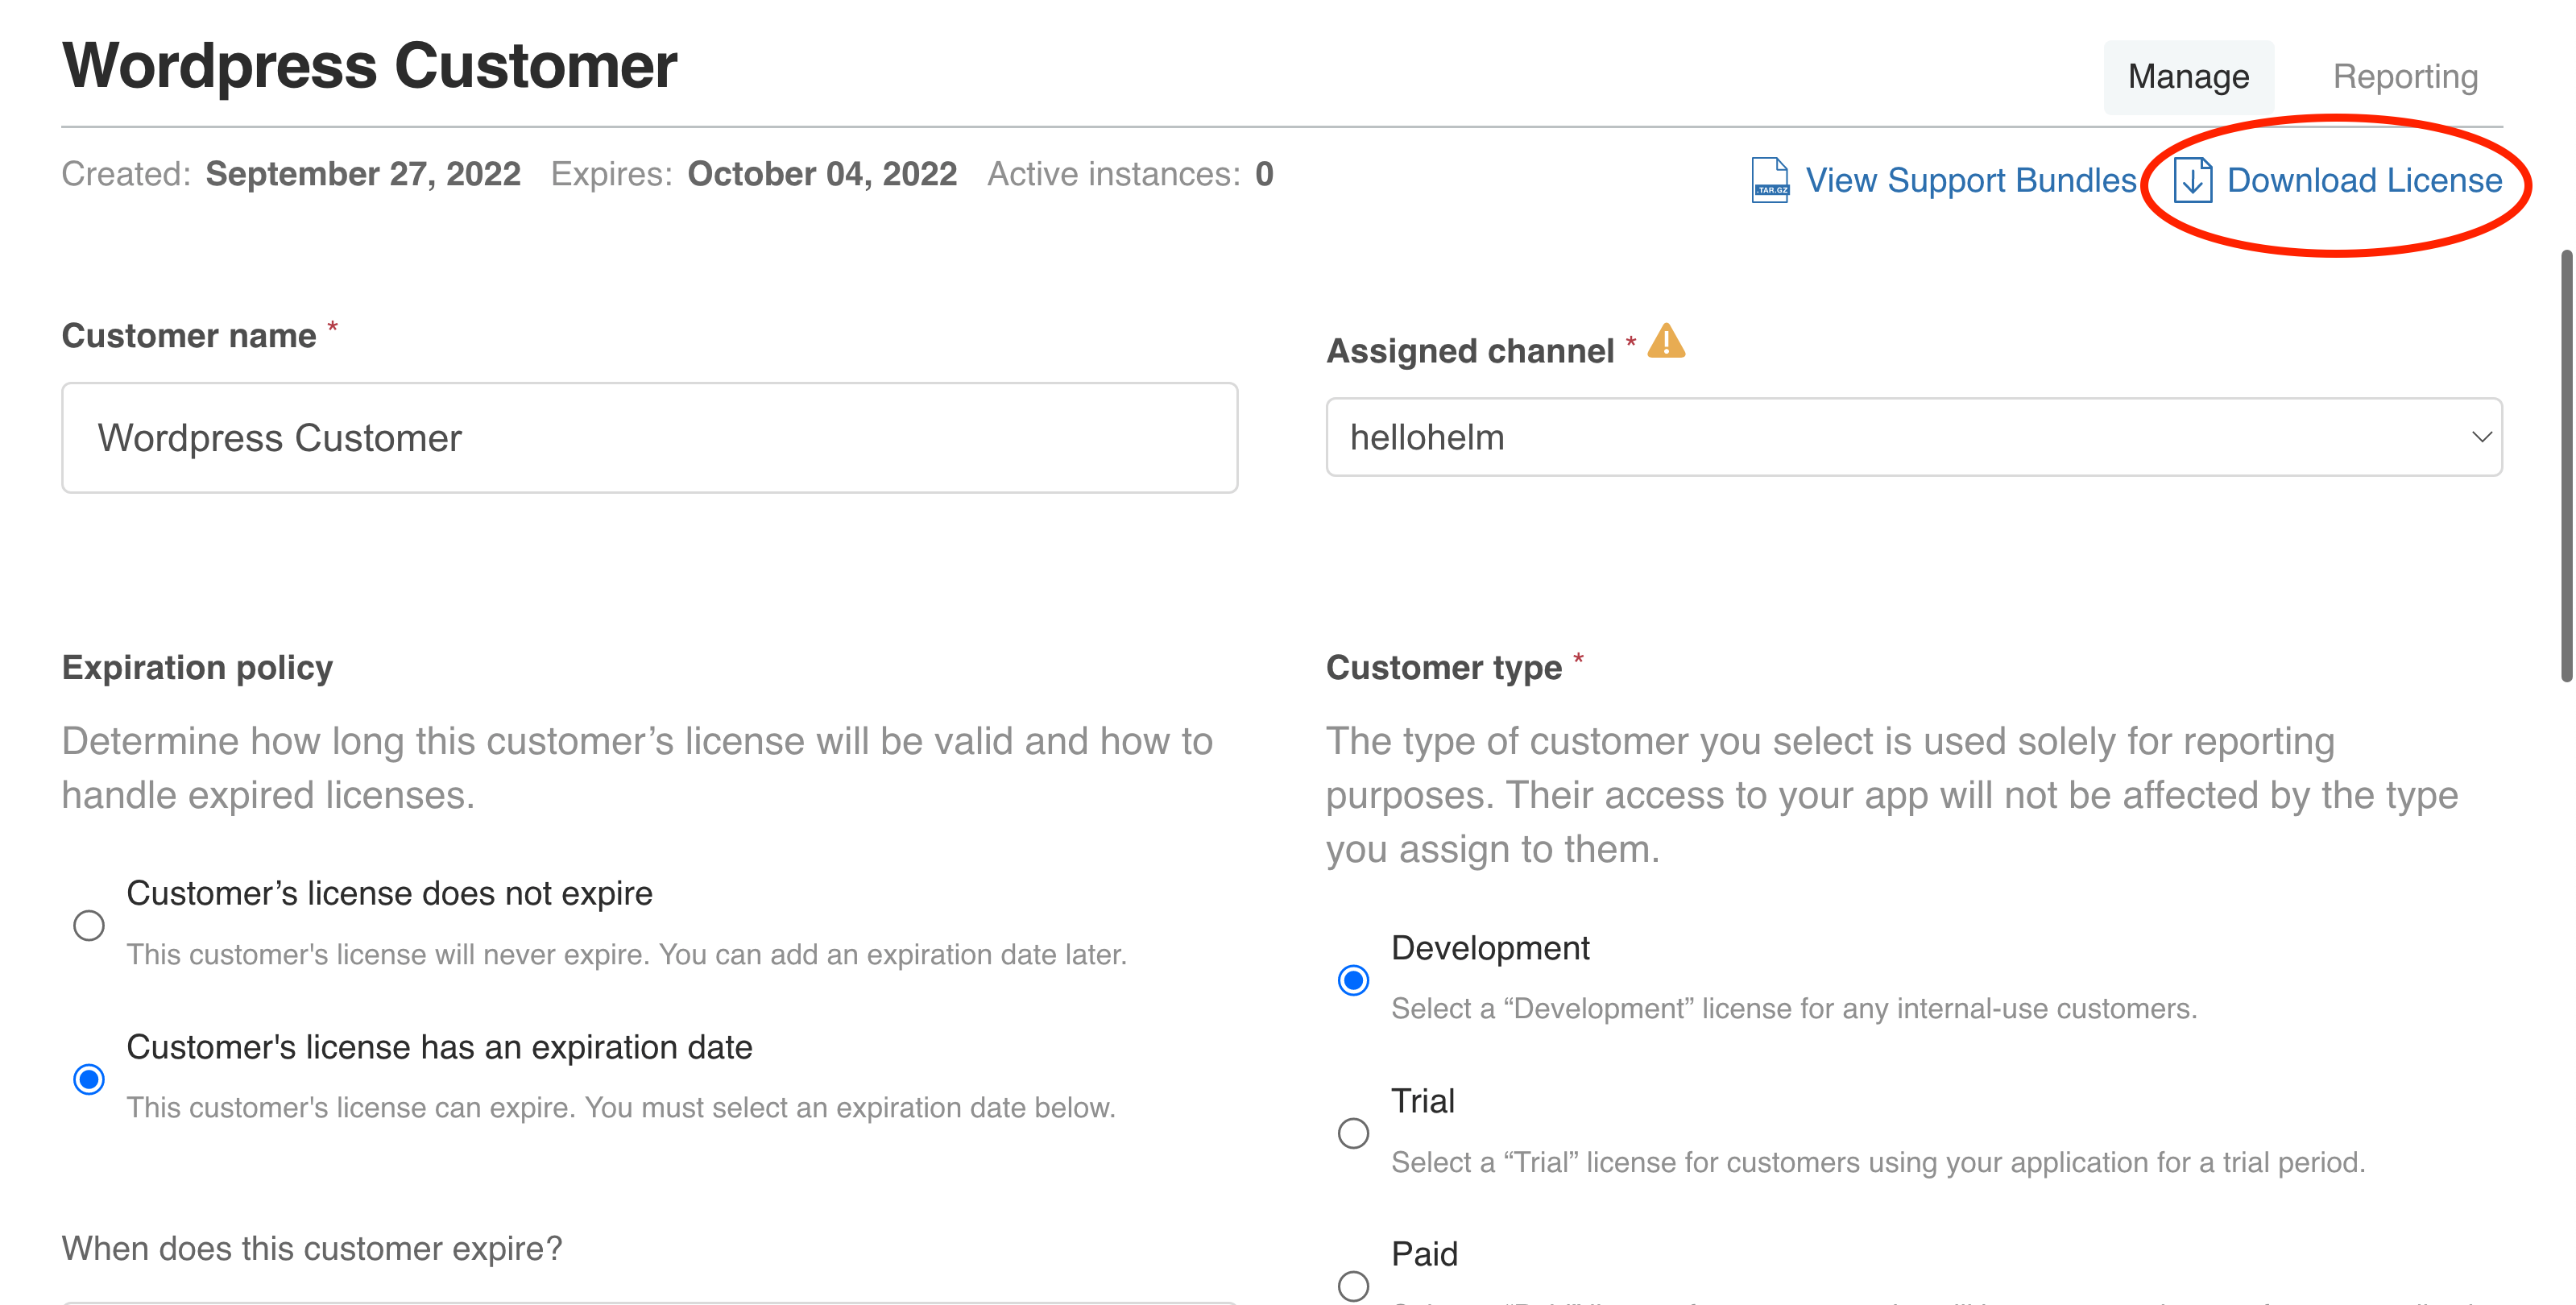 Wordpress Customer
Manage
Reporting
Created: September 27, 2022 Expires: October 04, 2022 Active instances: 0
.TAR.GZ View Support Bundles
Download License
Customer name *
Wordpress Customer
Assigned channel *
hellohelm
Expiration policy
Determine how long this customer’s license will be valid and how to
handle expired licenses.
Customer’s license does not expire
This customer's license will never expire. You can add an expiration date later.
Customer's license has an expiration date
This customer's license can expire. You must select an expiration date below.
When does this customer expire?
Customer type *
The type of customer you select is used solely for reporting
purposes. Their access to your app will not be affected by the type
you assign to them.
Development
Select a “Development” license for any internal-use customers.
Trial
Select a “Trial” license for customers using your application for a trial period.
Paid